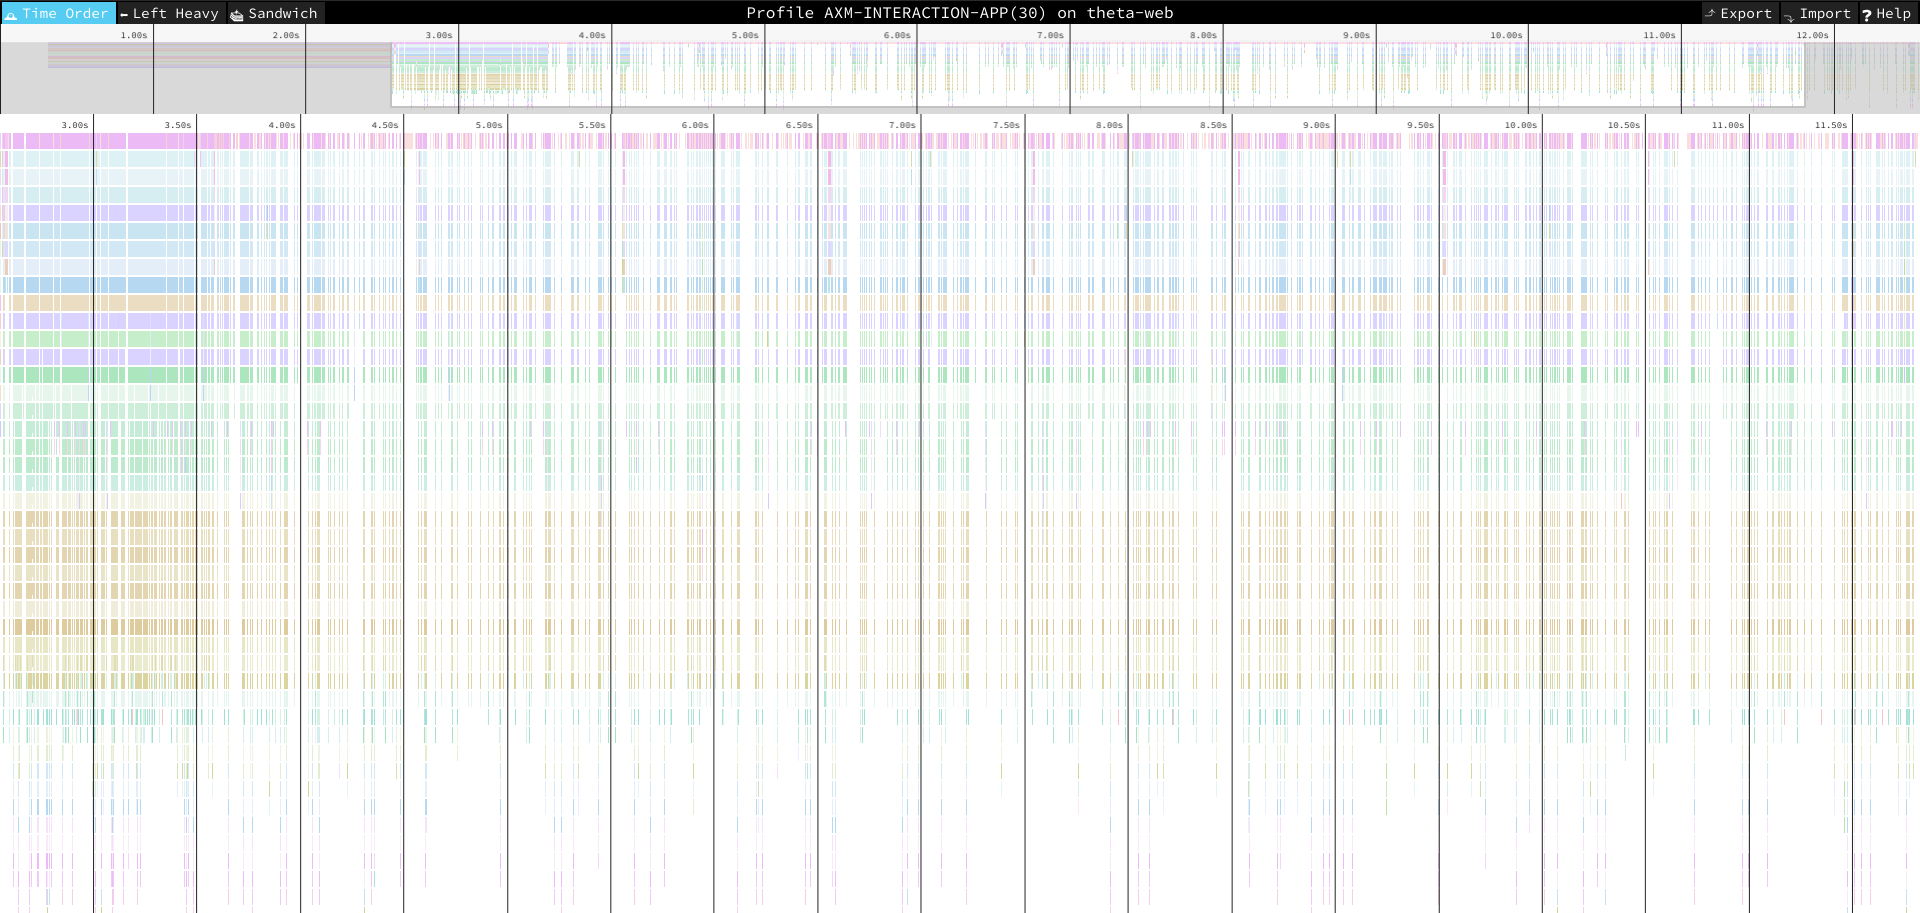 Time Order Left Heavy Sandwich Profile AXM-INTERACTION-APP(30) on theta-web Export Import Help
1.00s 2.00s 3.00s 4.00s 5.00s 6.00s 7.00s 8.00s 9.00s 10.00s 11.00s 12.00s
3.00s 3.50s 4.00s 4.50s 5.00s 5.50s 6.00s 6.50s 7.00s 7.50s 8.00s 8.50s 9.00s 9.50s 10.00s 10.50s 11.00s 11.50s